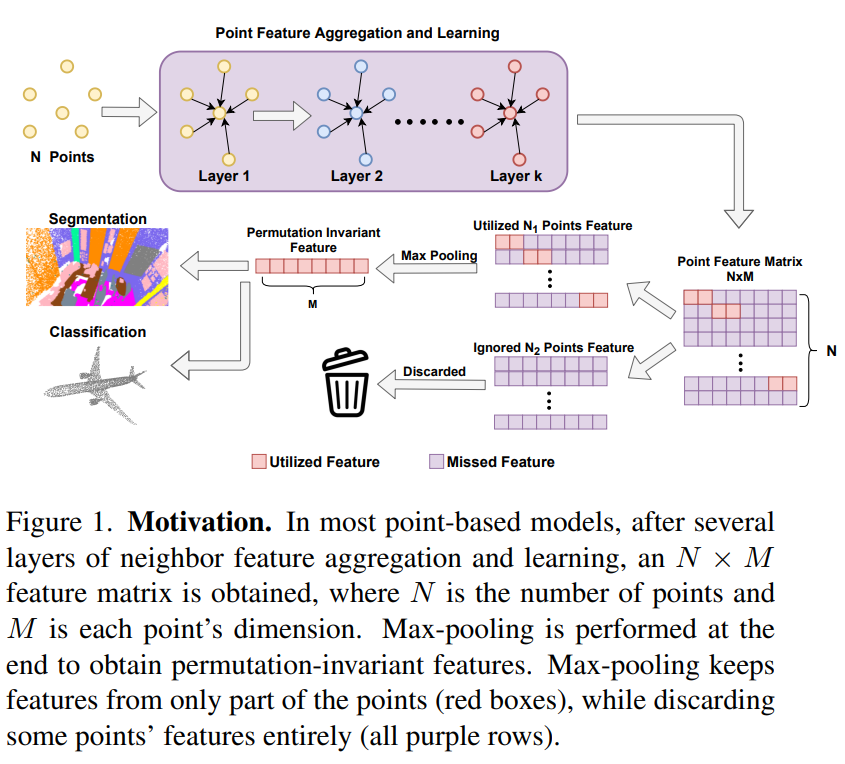 Point Feature Aggregation and Learning
N Points
Layer 1
Layer 2
Layer k
Segmentation
Permutation Invariant
Feature
M
Max Pooling
Utilized N1 Points Feature
Point Feature Matrix
NxM
N
Classification
Discarded
Ignored N2 Points Feature
Utilized Feature
Missed Feature
Figure 1. Motivation. In most point-based models, after several
layers of neighbor feature aggregation and learning, an N × M
feature matrix is obtained, where N is the number of points and
M is each point’s dimension. Max-pooling is performed at the
end to obtain permutation-invariant features. Max-pooling keeps
features from only part of the points (red boxes), while discarding
some points’ features entirely (all purple rows).